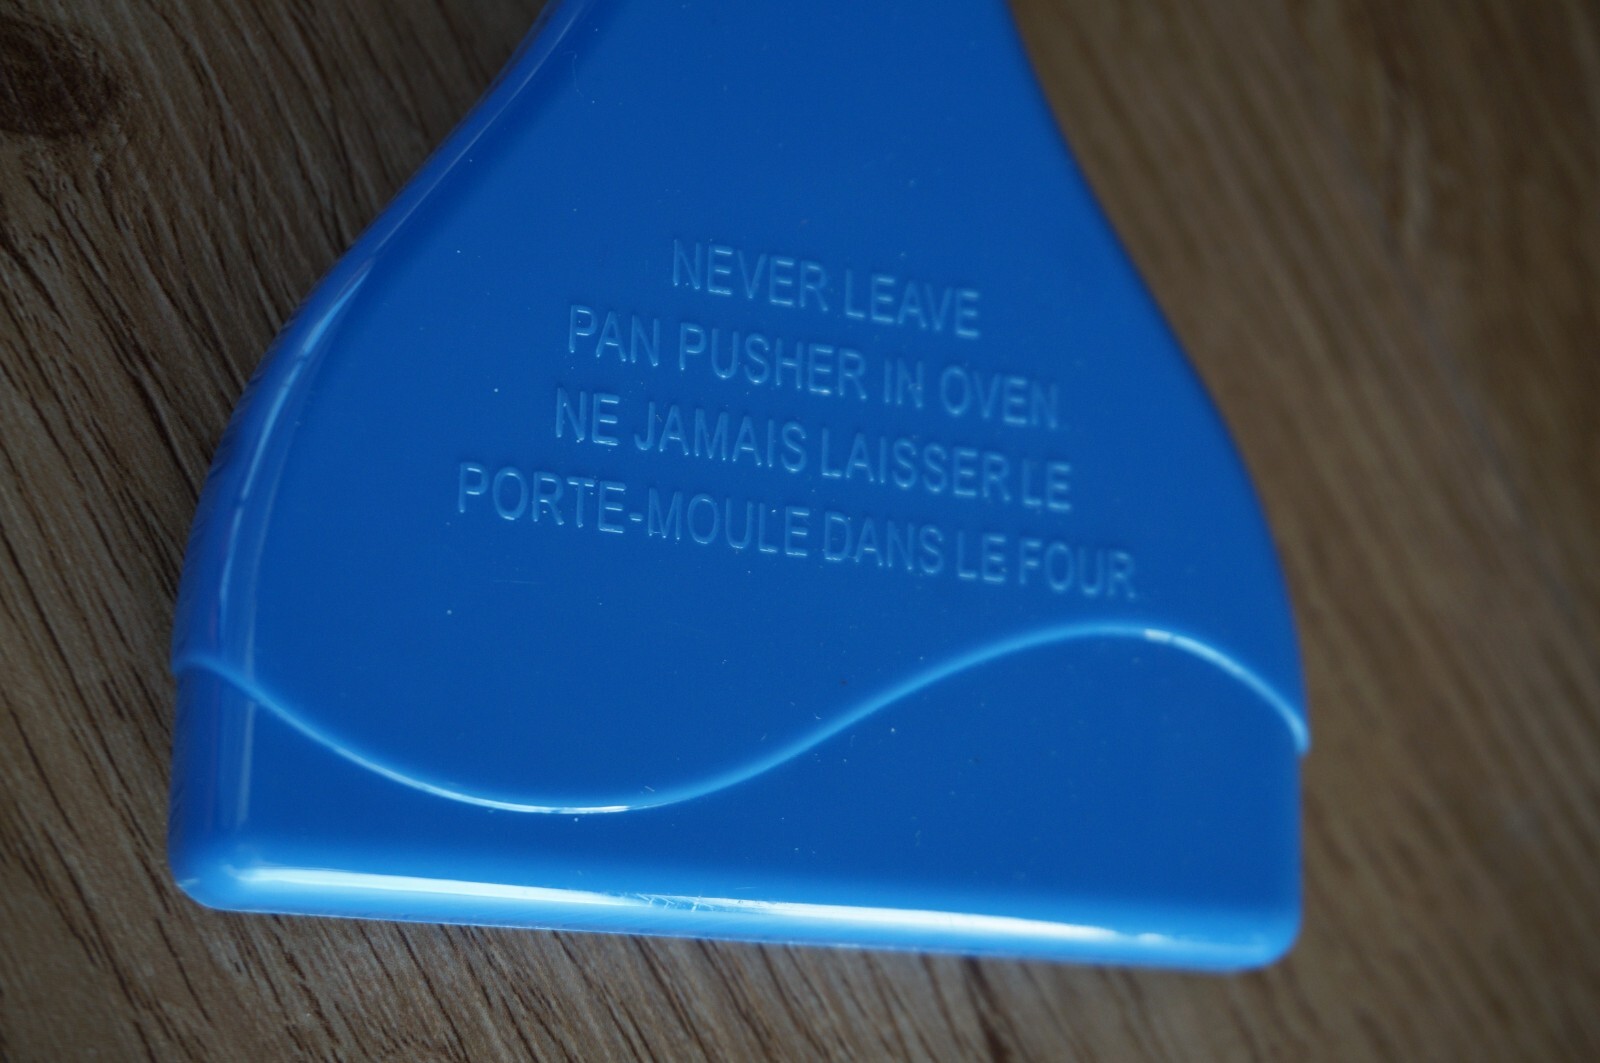 NEVER LEAVE
PAN PUSHER IN OVEN.
NE JAMAIS LAISSER LE
PORTE-MOULE DANS LE FOUR.